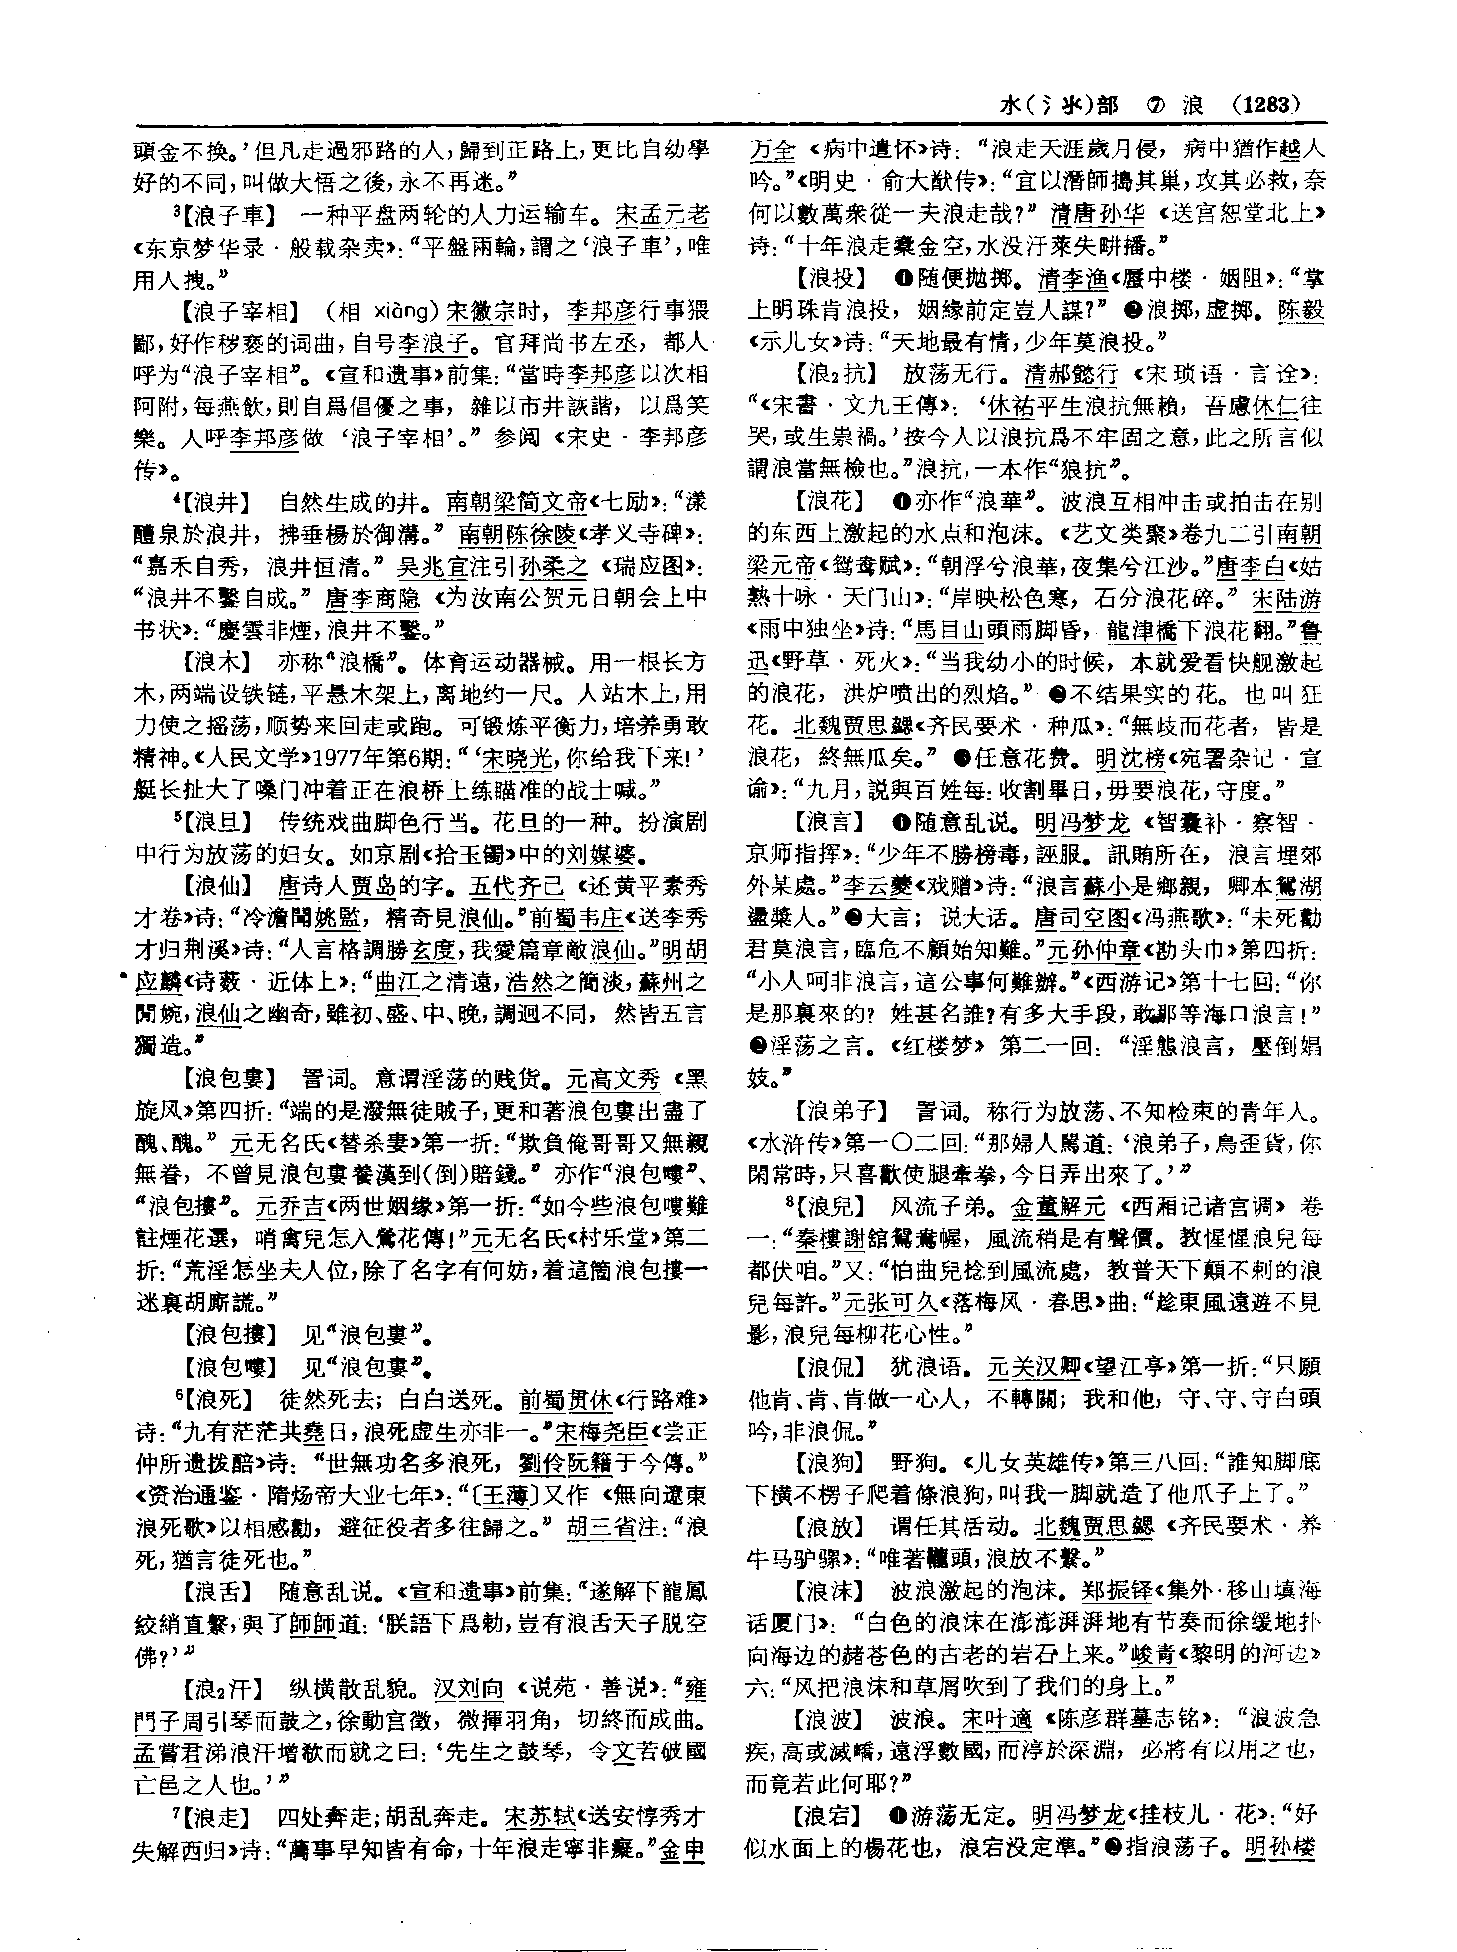 水(氵氺)部 ⑦ 浪 (1283)
頭金不换。’但凡走過邪路的人，歸到正路上，更比自幼學
好的不同，叫做大悟之後，永不再迷。”
3【浪子車】 一种平盘两轮的人力运输车。宋孟元老
《东京梦华录·般载杂卖》：“平盤兩輪，謂之‘浪子車’，唯
用人拽。”
【浪子宰相】 (相 xiàng)宋徽宗时，李邦彦行事猥
鄙，好作秽亵的词曲，自号李浪子。官拜尚书左丞，都人
呼为“浪子宰相”。《宣和遗事》前集：“當時李邦彦以次相
阿附，每燕飲，則自爲倡優之事，雜以市井詼諧，以爲笑
樂。人呼李邦彦做‘浪子宰相’。”参阅《宋史·李邦彦
传》。
4【浪井】 自然生成的井。南朝梁简文帝《七励》：“漾
醴泉於浪井，拂垂楊於御溝。”南朝陈徐陵《孝义寺碑》：
“嘉禾自秀，浪井恒清。”吴兆宜注引孙柔之《瑞应图》：
“浪井不鑿自成。”唐李商隐《为汝南公贺元日朝会上中
书状》：“慶雲非煙，浪井不鑿。”
【浪木】 亦称“浪橋”。体育运动器械。用一根长方
木，两端设铁链，平悬木架上，离地约一尺。人站木上，用
力使之摇荡，顺势来回走或跑。可锻炼平衡力，培养勇敢
精神。《人民文学》1977年第6期：“‘宋晓光，你给我下来！’
艇长扯大了嗓门冲着正在浪桥上练瞄准的战士喊。”
5【浪旦】 传统戏曲脚色行当。花旦的一种。扮演剧
中行为放荡的妇女。如京剧《拾玉镯》中的刘媒婆。
【浪仙】 唐诗人贾岛的字。五代齐己《还黄平素秀
才卷》诗：“冷澹聞姚監，精奇見浪仙。”前蜀韦庄《送李秀
才归荆溪》诗：“人言格調勝玄度，我愛篇章敵浪仙。”明胡
应麟《诗薮·近体上》：“曲江之清遠，浩然之簡淡，蘇州之
閒婉，浪仙之幽奇，雖初、盛、中、晚，調迥不同，然皆五言
獨造。”
【浪包婁】 詈词。意谓淫荡的贱货。元高文秀《黑
旋风》第四折：“端的是潑無徒賊子，更和著浪包婁出盡了
醜、醜。”元无名氏《替杀妻》第一折：“欺負俺哥哥又無親
無眷，不曾見浪包婁養漢到(倒)賠錢。”亦作“浪包嘍”、
“浪包摟”。元乔吉《两世姻缘》第一折：“如今些浪包嘍難
註煙花選，哨禽兒怎入鶯花傳！”元无名氏《村乐堂》第二
折：“荒淫怎坐夫人位，除了名字有何妨，着這箇浪包摟一
迷裏胡廝謊。”
【浪包摟】 见“浪包婁”。
【浪包嘍】 见“浪包婁”。
6【浪死】 徒然死去；白白送死。前蜀贯休《行路难》
诗：“九有茫茫共堯日，浪死虚生亦非一。”宋梅尧臣《尝正
仲所遗拨醅》诗：“世無功名多浪死，劉伶阮籍于今傳。”
《资治通鉴·隋炀帝大业七年》：“〔王薄〕又作《無向遼東
浪死歌》以相感勸，避征役者多往歸之。”胡三省注：“浪
死，猶言徒死也。”
【浪舌】 随意乱说。《宣和遗事》前集：“遂解下龍鳳
絞綃直繫，與了師師道：‘朕語下爲勅，豈有浪舌天子脱空
佛？’”
【浪2汗】 纵横散乱貌。汉刘向《说苑·善说》：“雍
門子周引琴而鼓之，徐動宫徵，微揮羽角，切終而成曲。
孟嘗君涕浪汗增欷而就之曰：‘先生之鼓琴，令文若破國
亡邑之人也。’”
7【浪走】 四处奔走；胡乱奔走。宋苏轼《送安惇秀才
失解西归》诗：“萬事早知皆有命，十年浪走寧非癡。”金申
万全《病中遣怀》诗：“浪走天涯歲月侵，病中猶作越人
吟。”《明史·俞大猷传》：“宜以潛師搗其巢，攻其必救，奈
何以數萬衆從一夫浪走哉？”清唐孙华《送宫恕堂北上》
诗：“十年浪走橐金空，水没汙萊失畊播。”
【浪投】 ❶随便抛掷。清李渔《蜃中楼·姻阻》：“掌
上明珠肯浪投，姻緣前定豈人謀？”❷浪掷，虚掷。陈毅
《示儿女》诗：“天地最有情，少年莫浪投。”
【浪2抗】 放荡无行。清郝懿行《宋琐语·言诠》：
“《宋書·文九王傳》：‘休祐平生浪抗無賴，吾慮休仁往
哭，或生祟禍。’按今人以浪抗爲不牢固之意，此之所言似
謂浪當無檢也。”浪抗，一本作“狼抗”。
【浪花】 ❶亦作“浪華”。波浪互相冲击或拍击在别
的东西上激起的水点和泡沫。《艺文类聚》卷九二引南朝
梁元帝《鸳鸯赋》：“朝浮兮浪華，夜集兮江沙。”唐李白《姑
熟十咏·天门山》：“岸映松色寒，石分浪花碎。”宋陆游
《雨中独坐》诗：“馬目山頭雨脚昏，龍津橋下浪花翻。”鲁
迅《野草·死火》：“当我幼小的时候，本就爱看快舰激起
的浪花，洪炉喷出的烈焰。”❷不结果实的花。也叫狂
花。北魏贾思勰《齐民要术·种瓜》：“無歧而花者，皆是
浪花，終無瓜矣。”❸任意花费。明沈榜《宛署杂记·宣
谕》：“九月，説與百姓每：收割畢日，毋要浪花，守度。”
【浪言】 ❶随意乱说。明冯梦龙《智囊补·察智·
京师指挥》：“少年不勝榜毒，誣服。訊賄所在，浪言埋郊
外某處。”李云夔《戏赠》诗：“浪言蘇小是鄉親，卿本鴛湖
盪槳人。”❷大言；说大话。唐司空图《冯燕歌》：“未死勸
君莫浪言，臨危不顧始知難。”元孙仲章《勘头巾》第四折：
“小人呵非浪言，這公事何難辦。”《西游记》第十七回：“你
是那裏來的？姓甚名誰？有多大手段，敢那等海口浪言！”
❸淫荡之言。《红楼梦》第二一回：“淫態浪言，壓倒娼
妓。”
【浪弟子】 詈词。称行为放荡、不知检束的青年人。
《水浒传》第一〇二回：“那婦人罵道：‘浪弟子，鳥歪貨，你
閑常時，只喜歡使腿牽拳，今日弄出來了。’”
8【浪兒】 风流子弟。金董解元《西厢记诸宫调》卷
一：“秦樓謝館鴛鴦幄，風流稍是有聲價。教惺惺浪兒每
都伏咱。”又：“怕曲兒捻到風流處，教普天下顛不剌的浪
兒每許。”元张可久《落梅风·春思》曲：“趁東風遠遊不見
影，浪兒每柳花心性。”
【浪侃】 犹浪语。元关汉卿《望江亭》第一折：“只願
他肯、肯、肯做一心人，不轉關；我和他，守、守、守白頭
吟，非浪侃。”
【浪狗】 野狗。《儿女英雄传》第三八回：“誰知脚底
下横不楞子爬着條浪狗，叫我一脚就造了他爪子上了。”
【浪放】 谓任其活动。北魏贾思勰《齐民要术·养
牛马驴骡》：“唯著䪊頭，浪放不繫。”
【浪沫】 波浪激起的泡沫。郑振铎《集外·移山填海
话厦门》：“白色的浪沫在澎澎湃湃地有节奏而徐缓地扑
向海边的赭苍色的古老的岩石上来。”峻青《黎明的河边》
六：“风把浪沫和草屑吹到了我们的身上。”
【浪波】 波浪。宋叶適《陈彦群墓志铭》：“浪波急
疾，高或滅㠙，遠浮數國，而渟於深淵，必將有以用之也，
而竟若此何耶？”
【浪宕】 ❶游荡无定。明冯梦龙《挂枝儿·花》：“好
似水面上的楊花也，浪宕没定準。”❷指浪荡子。明孙楼